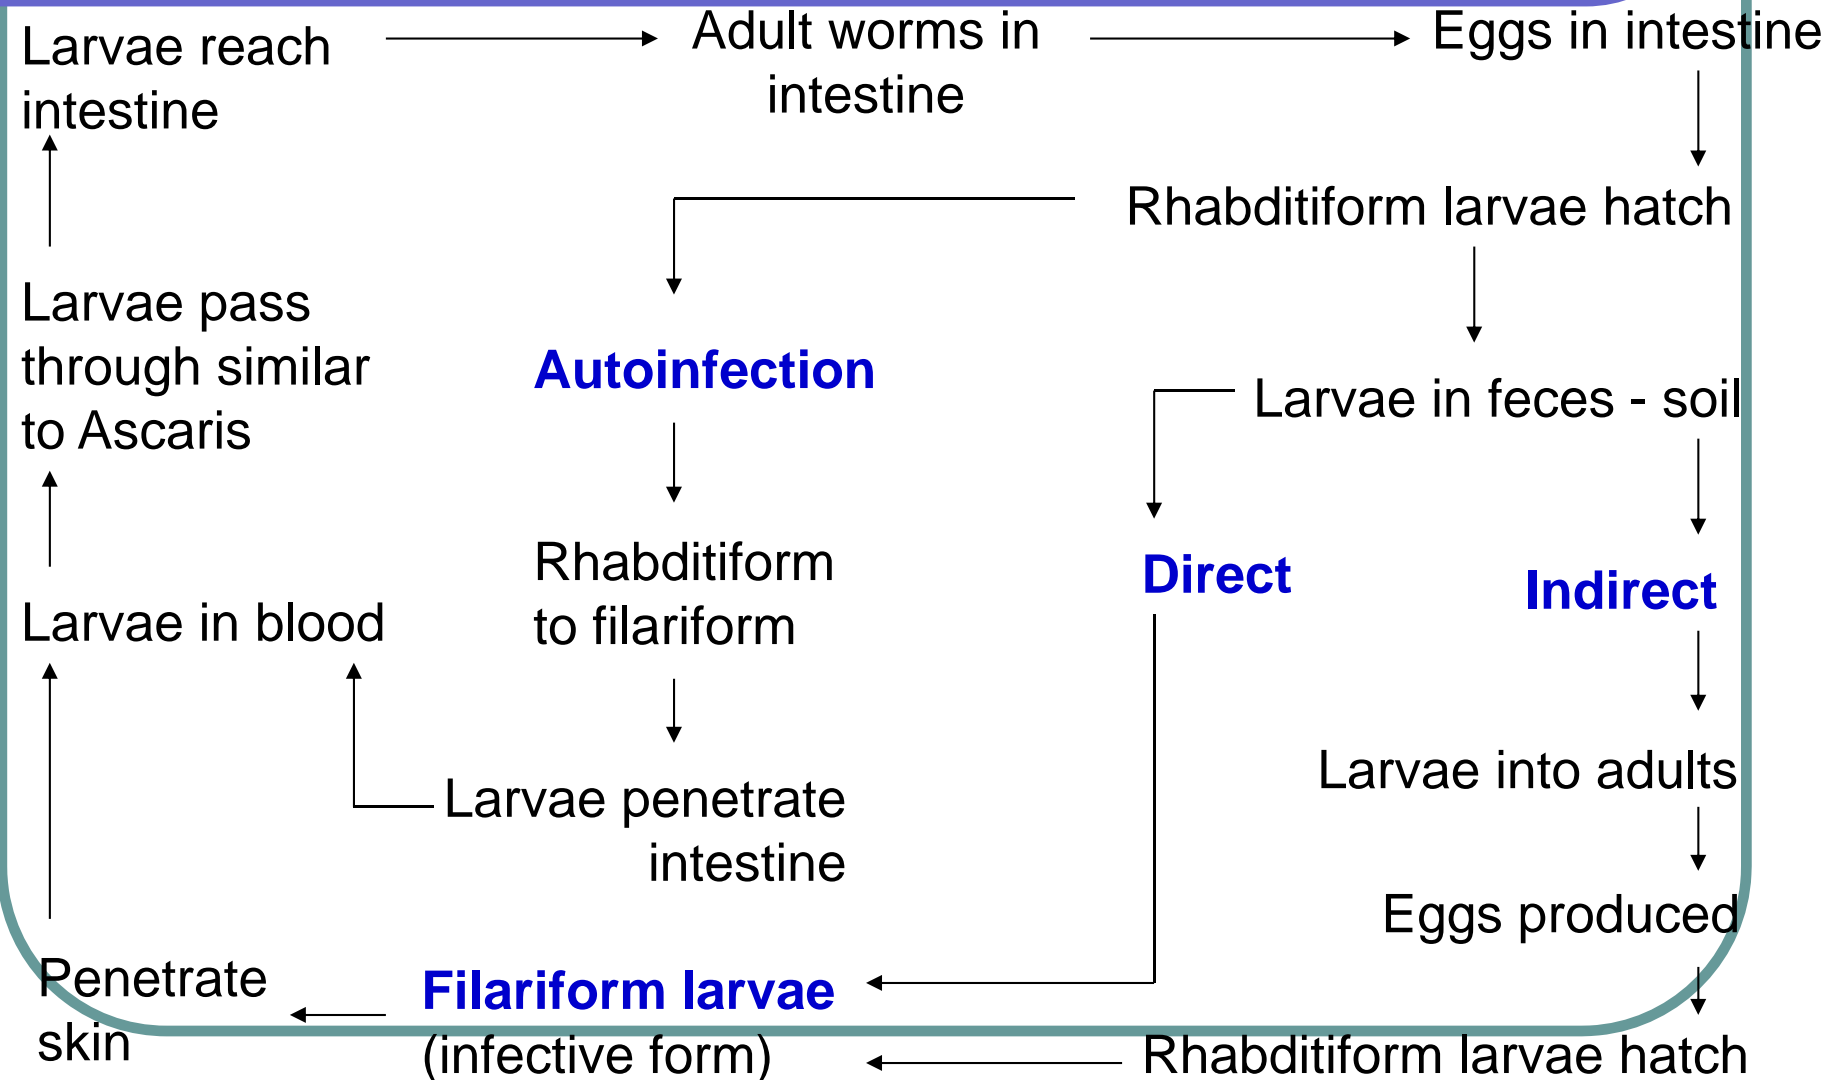 Larvae reach
intestine
Adult worms in
intestine
Eggs in intestine
Rhabditiform larvae hatch
Larvae pass
through similar
to Ascaris
Autoinfection
Larvae in feces - soil
Rhabditiform
to filariform
Direct
Indirect
Larvae in blood
Larvae penetrate
intestine
Larvae into adults
Eggs produced
Penetrate
skin
Filariform larvae
(infective form)
Rhabditiform larvae hatch